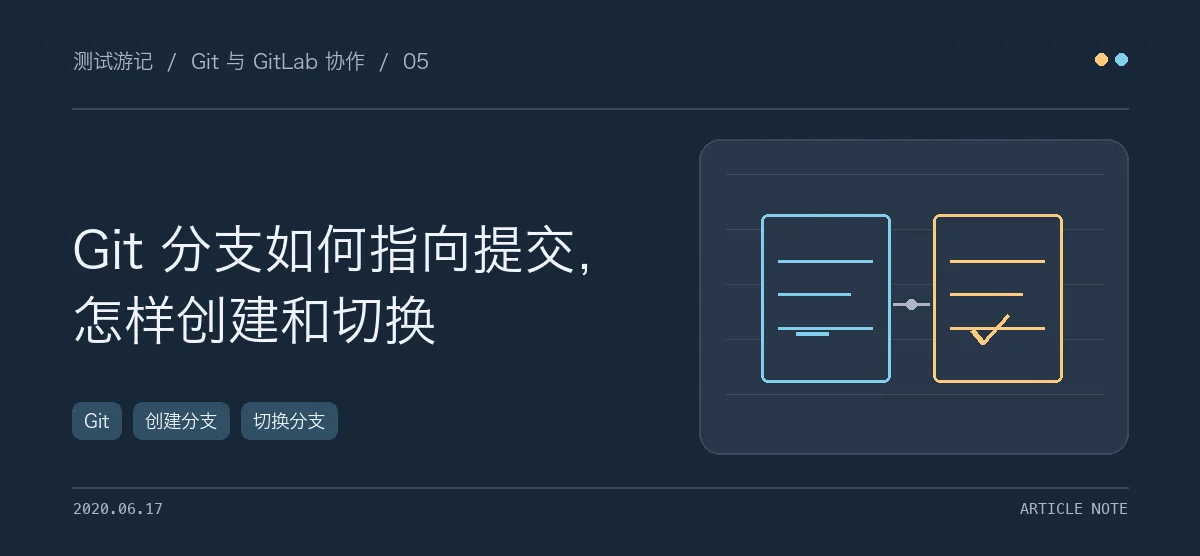 测试游记 / Git 与 GitLab 协作 / 05
Git 分支如何指向提交,
怎样创建和切换
Git 创建分支 切换分支
2020.06.17 ARTICLE NOTE